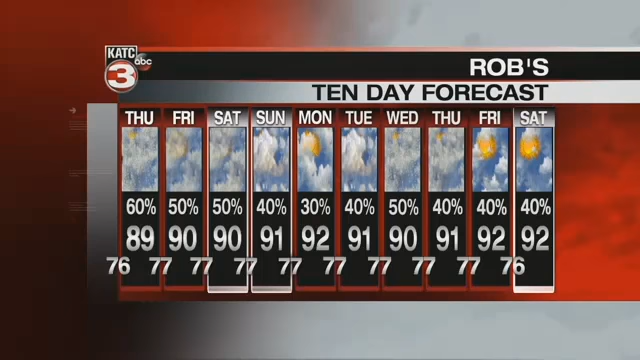 KATC
abc
3
ROB'S
TEN DAY FORECAST
THU FRI SAT SUN MON TUE WED THU FRI SAT
60% 50% 50% 40% 30% 40% 50% 40% 40% 40%
89 90 90 91 92 91 90 91 92 92
76 77 77 77 77 77 77 77 77 76